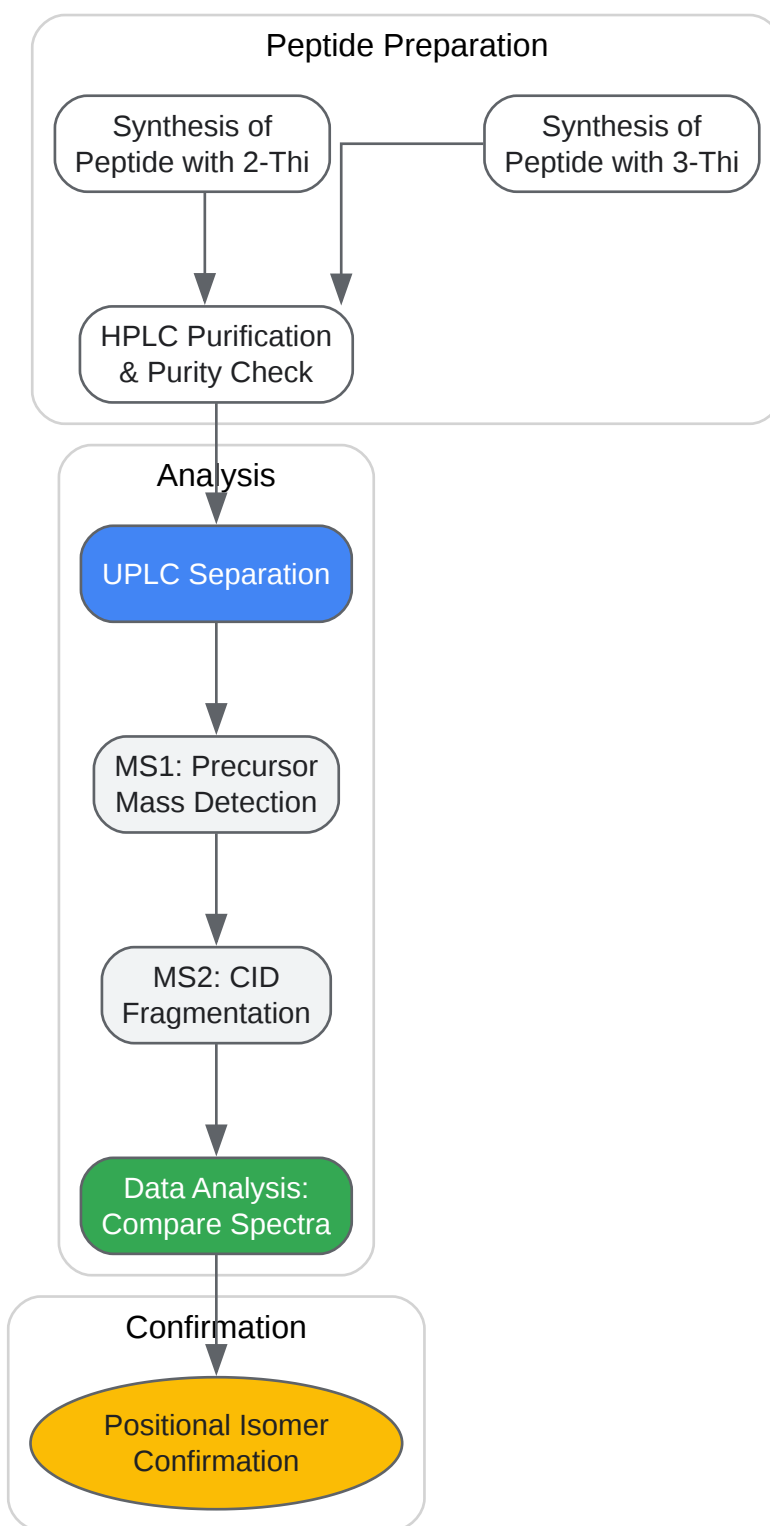 Peptide Preparation
Synthesis of
Peptide with 2-Thi
Synthesis of
Peptide with 3-Thi
HPLC Purification
& Purity Check
Analysis
UPLC Separation
MS1: Precursor
Mass Detection
MS2: CID
Fragmentation
Data Analysis:
Compare Spectra
Confirmation
Positional Isomer
Confirmation